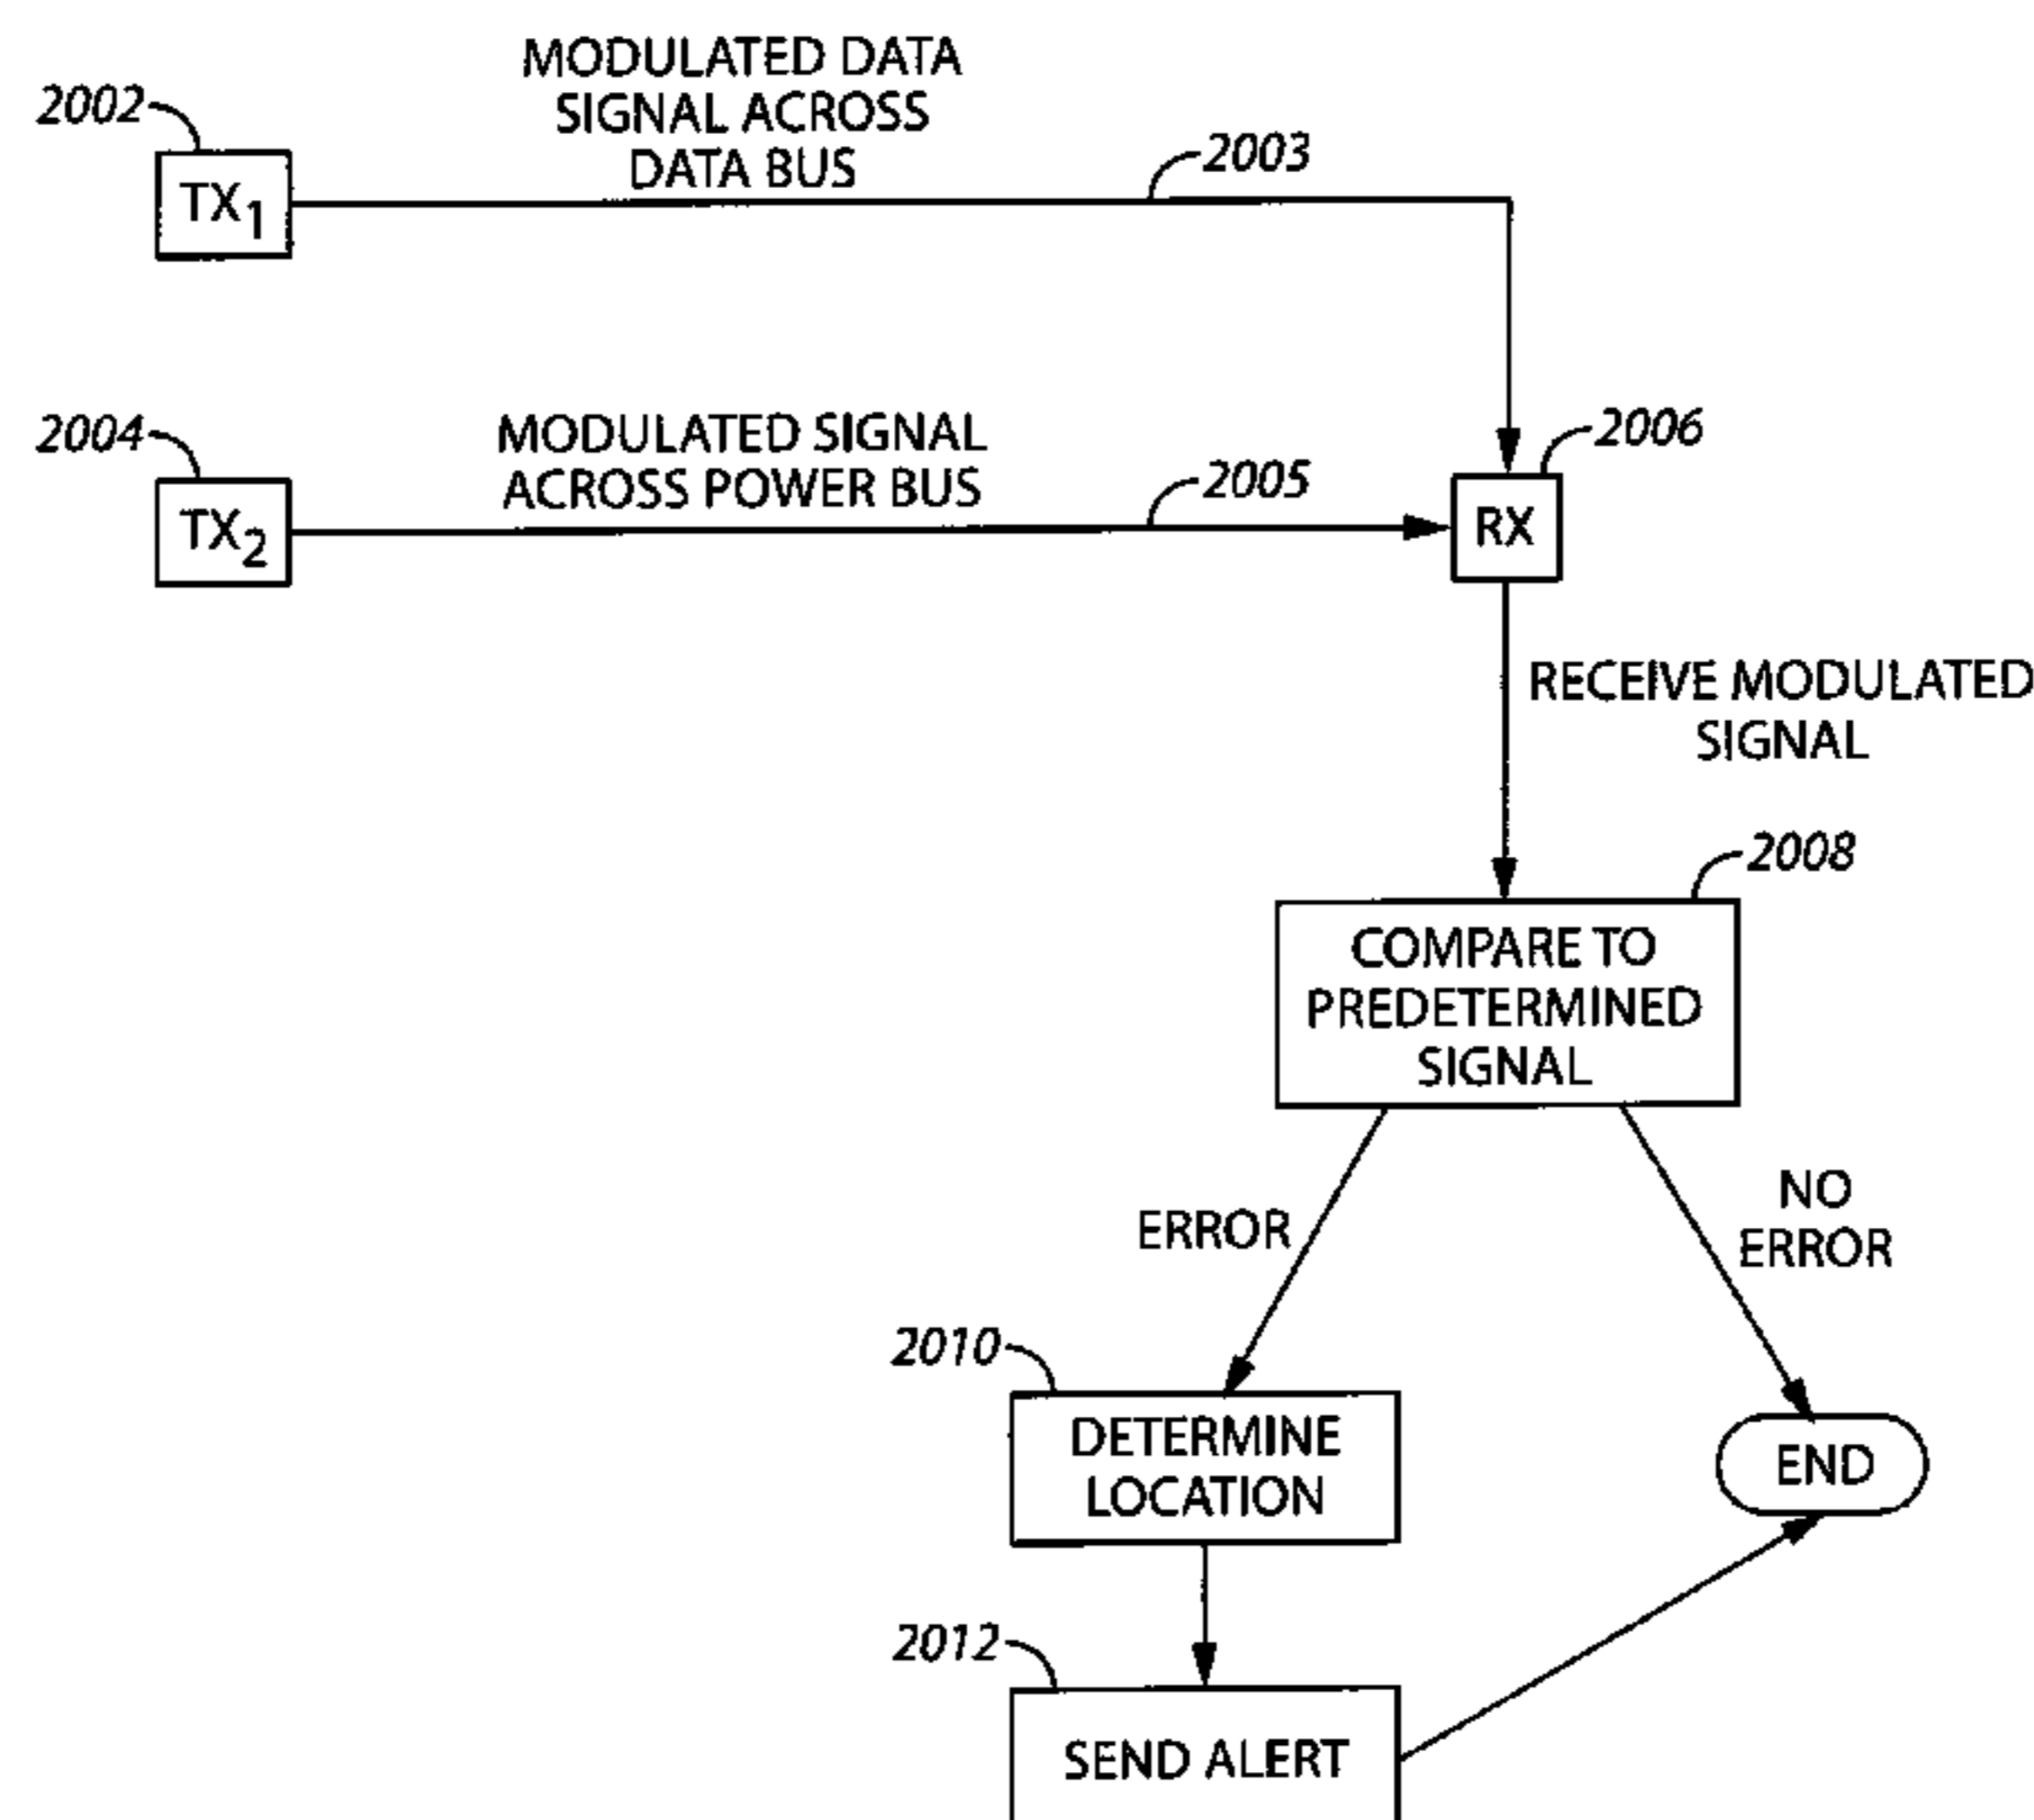 MODULATED DATA
SIGNAL ACROSS
DATA BUS
2002
2003
TX1
MODULATED SIGNAL
ACROSS POWER BUS
2004
2005
2006
TX2
RX
RECEIVE MODULATED
SIGNAL
2008
COMPARE TO
PREDETERMINED
SIGNAL
ERROR
NO
ERROR
2010
DETERMINE
LOCATION
END
2012
SEND ALERT